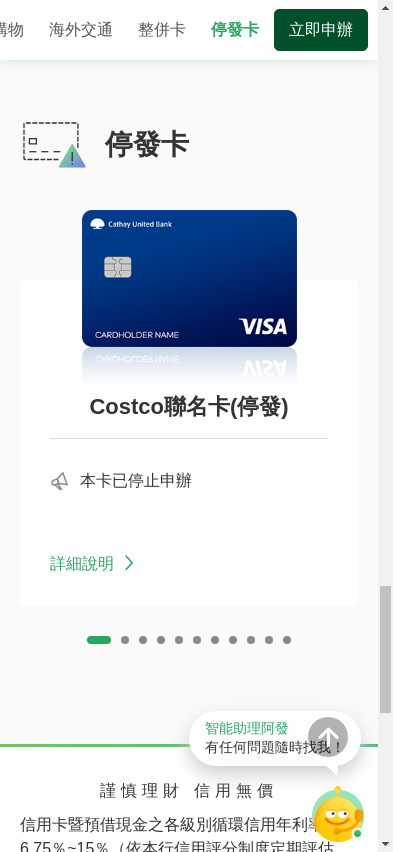 購物 海外交通 整併卡 停發卡 立即申辦
停發卡
Cathay United Bank
CARDHOLDER NAME VISA
Costco聯名卡(停發)
本卡已停止申辦
詳細說明
智能助理阿發
有任何問題隨時找我！
謹慎理財 信用無價
信用卡暨預借現金之各級別循環信用年利率
6.75％~15％（依本行信用評分制度定期評估